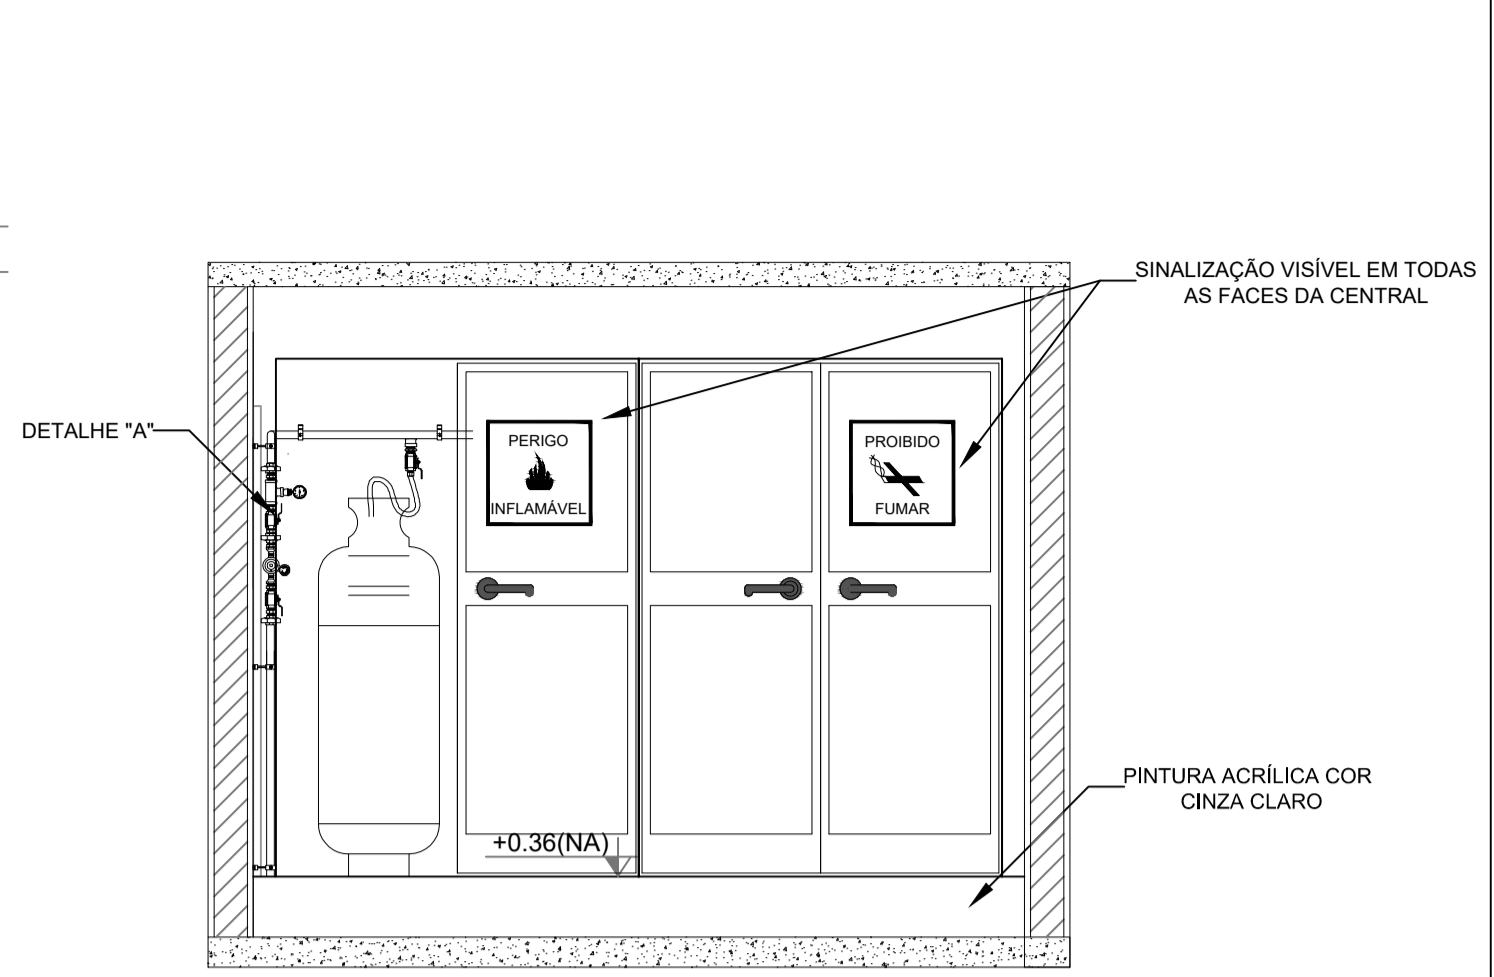 SINALIZAÇÃO VISÍVEL EM TODAS
AS FACES DA CENTRAL
DETALHE "A"
PERIGO
INFLAMÁVEL
PROIBIDO
FUMAR
PINTURA ACRÍLICA COR
CINZA CLARO
+0.36(NA)